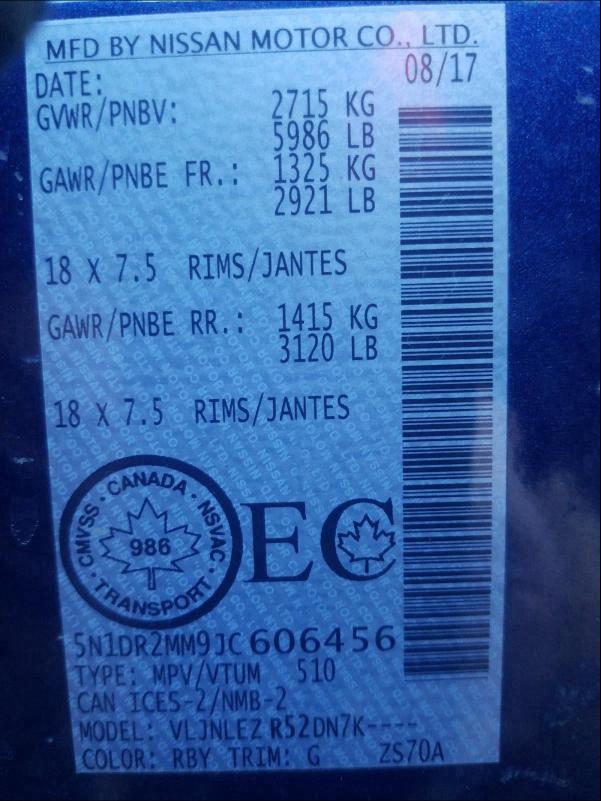 MFD BY NISSAN MOTOR CO., LTD.
DATE: 08/17
GVWR/PNBV: 2715 KG
5986 LB
GAWR/PNBE FR.: 1325 KG
2921 LB
18 X 7.5 RIMS/JANTES
GAWR/PNBE RR.: 1415 KG
3120 LB
18 X 7.5 RIMS/JANTES
CANADA · NSVAC · TRANSPORT · CMVSS ·
986
EC
5N1DR2MM9JC606456
TYPE: MPV/VTUM 510
CAN ICES-2/NMB-2
MODEL: VLJNLEZ R52DN7K----
COLOR: RBY TRIM: G ZS70A